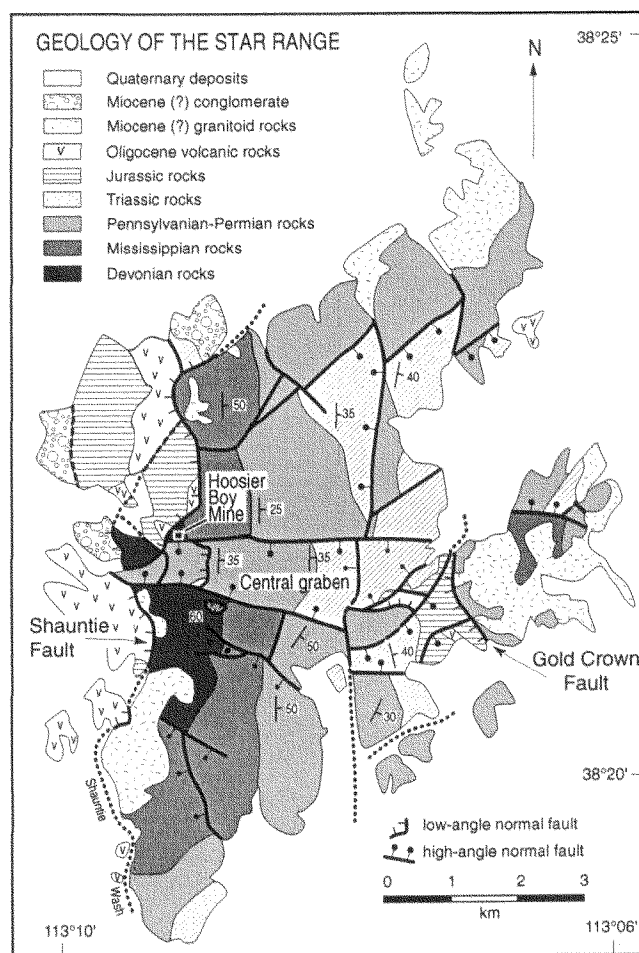 GEOLOGY OF THE STAR RANGE
38°25'
N
Quaternary deposits
Miocene (?) conglomerate
Miocene (?) granitoid rocks
v
Oligocene volcanic rocks
Jurassic rocks
Triassic rocks
Pennsylvanian-Permian rocks
Mississippian rocks
Devonian rocks
40
50
35
Hoosier
Boy
Mine
25
35
35
Central graben
60
Shauntie
Fault
50
40
Gold Crown
Fault
50
30
38°20'
Shauntie
Wash
low-angle normal fault
high-angle normal fault
0 1 2 3
km
113°10'
113°06'